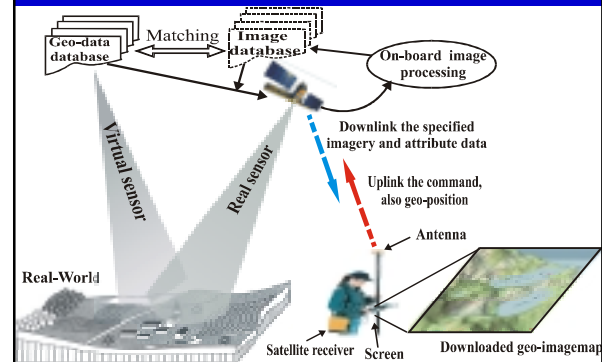 Geo-data
database
Matching
Image
database
On-board image
processing
Virtual sensor
Real sensor
Downlink the specified
imagery and attribute data
Uplink the command,
also geo-position
Antenna
Real-World
Satellite receiver
Screen
Downloaded geo-imagemap